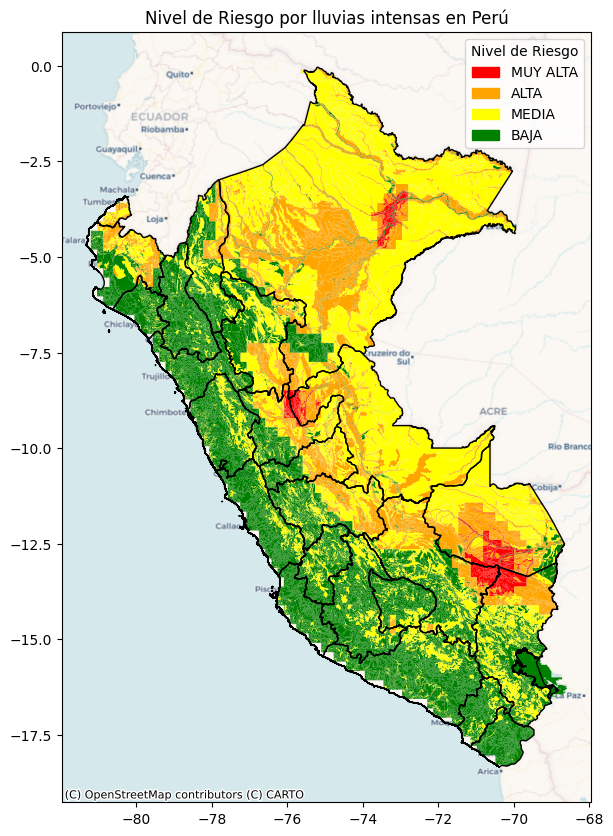 Nivel de Riesgo por lluvias intensas en Perú
Nivel de Riesgo
MUY ALTA
ALTA
MEDIA
BAJA
0.0
−2.5
−5.0
−7.5
−10.0
−12.5
−15.0
−17.5
Quito
Portoviejo
ECUADOR
Riobamba
Guayaquil
Cuenca
Machala
Tumbe
Loja
Talara
Chiclay
Cruzeiro do
Sul
Trujillo
Chimbote
ACRE
Rio Branco
Cobija
Callao
Pisco
La Paz
Arica
(C) OpenStreetMap contributors (C) CARTO
−80
−78
−76
−74
−72
−70
−68